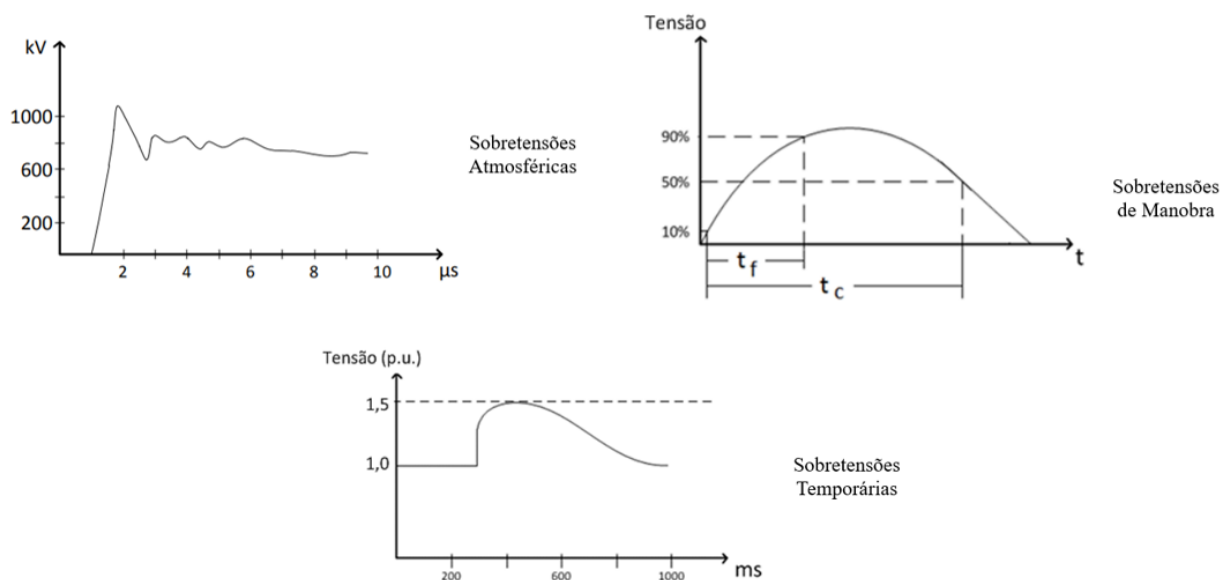 kV
1000
600
200
2
4
6
8
10
μs
Sobretensões
Atmosféricas
Tensão
90%
50%
10%
t f
t c
t
Sobretensões
de Manobra
Tensão (p.u.)
1,5
1,0
200
600
1000
ms
Sobretensões
Temporárias